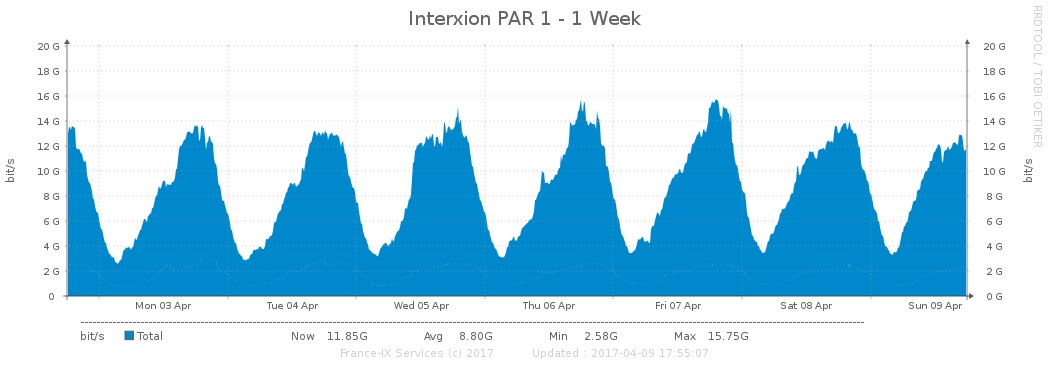 Interxion PAR 1 - 1 Week
RRDTOOL / TOBI OETIKER
20 G 20 G
18 G 18 G
16 G 16 G
14 G 14 G
12 G 12 G
10 G 10 G
8 G 8 G
6 G 6 G
4 G 4 G
2 G 2 G
0 0 G
bit/s
bit/s
Mon 03 Apr Tue 04 Apr Wed 05 Apr Thu 06 Apr Fri 07 Apr Sat 08 Apr Sun 09 Apr
bit/s Total Now 11.85G Avg 8.80G Min 2.58G Max 15.75G
France-IX Services (c) 2017 Updated : 2017-04-09 17:55:07